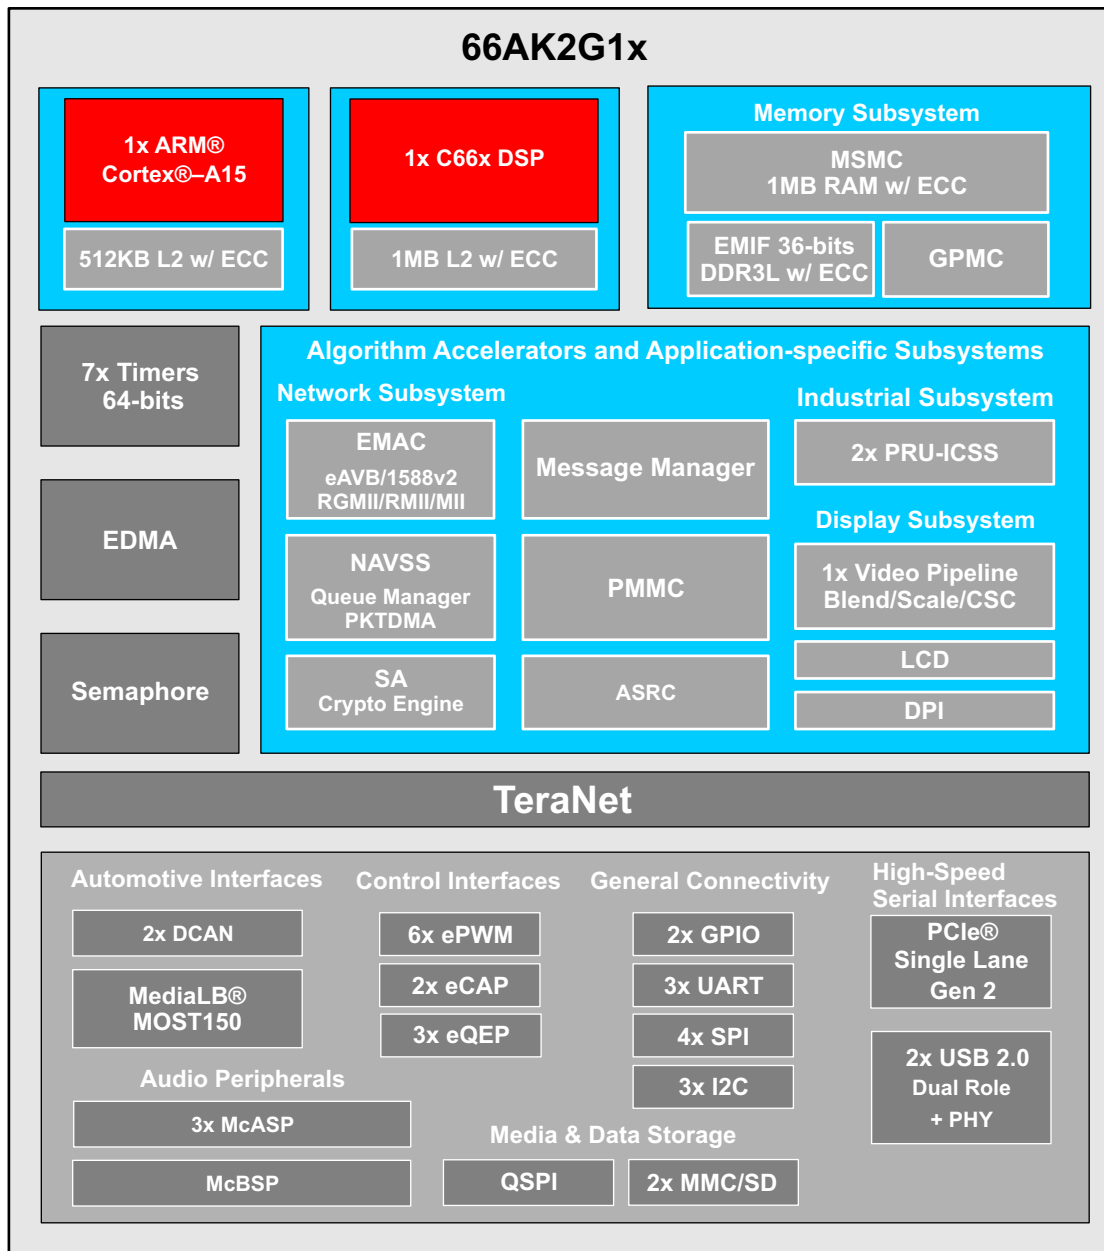 66AK2G1x
1x ARM®
Cortex®–A15
512KB L2 w/ ECC
1x C66x DSP
1MB L2 w/ ECC
Memory Subsystem
MSMC
1MB RAM w/ ECC
EMIF 36-bits
DDR3L w/ ECC
GPMC
7x Timers
64-bits
EDMA
Semaphore
Algorithm Accelerators and Application-specific Subsystems
Network Subsystem
EMAC
eAVB/1588v2
RGMII/RMII/MII
NAVSS
Queue Manager
PKTDMA
SA
Crypto Engine
Message Manager
PMMC
ASRC
Industrial Subsystem
2x PRU-ICSS
Display Subsystem
1x Video Pipeline
Blend/Scale/CSC
LCD
DPI
TeraNet
Automotive Interfaces
2x DCAN
MediaLB®
MOST150
Control Interfaces
6x ePWM
2x eCAP
3x eQEP
General Connectivity
2x GPIO
3x UART
4x SPI
3x I2C
High-Speed
Serial Interfaces
PCIe®
Single Lane
Gen 2
2x USB 2.0
Dual Role
+ PHY
Audio Peripherals
3x McASP
McBSP
Media & Data Storage
QSPI
2x MMC/SD